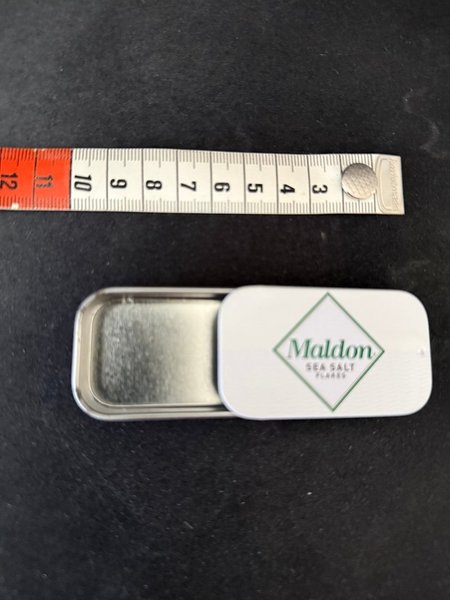 12 11 10 9 8 7 6 5 4 3
Maldon
SEA SALT
FLAKES